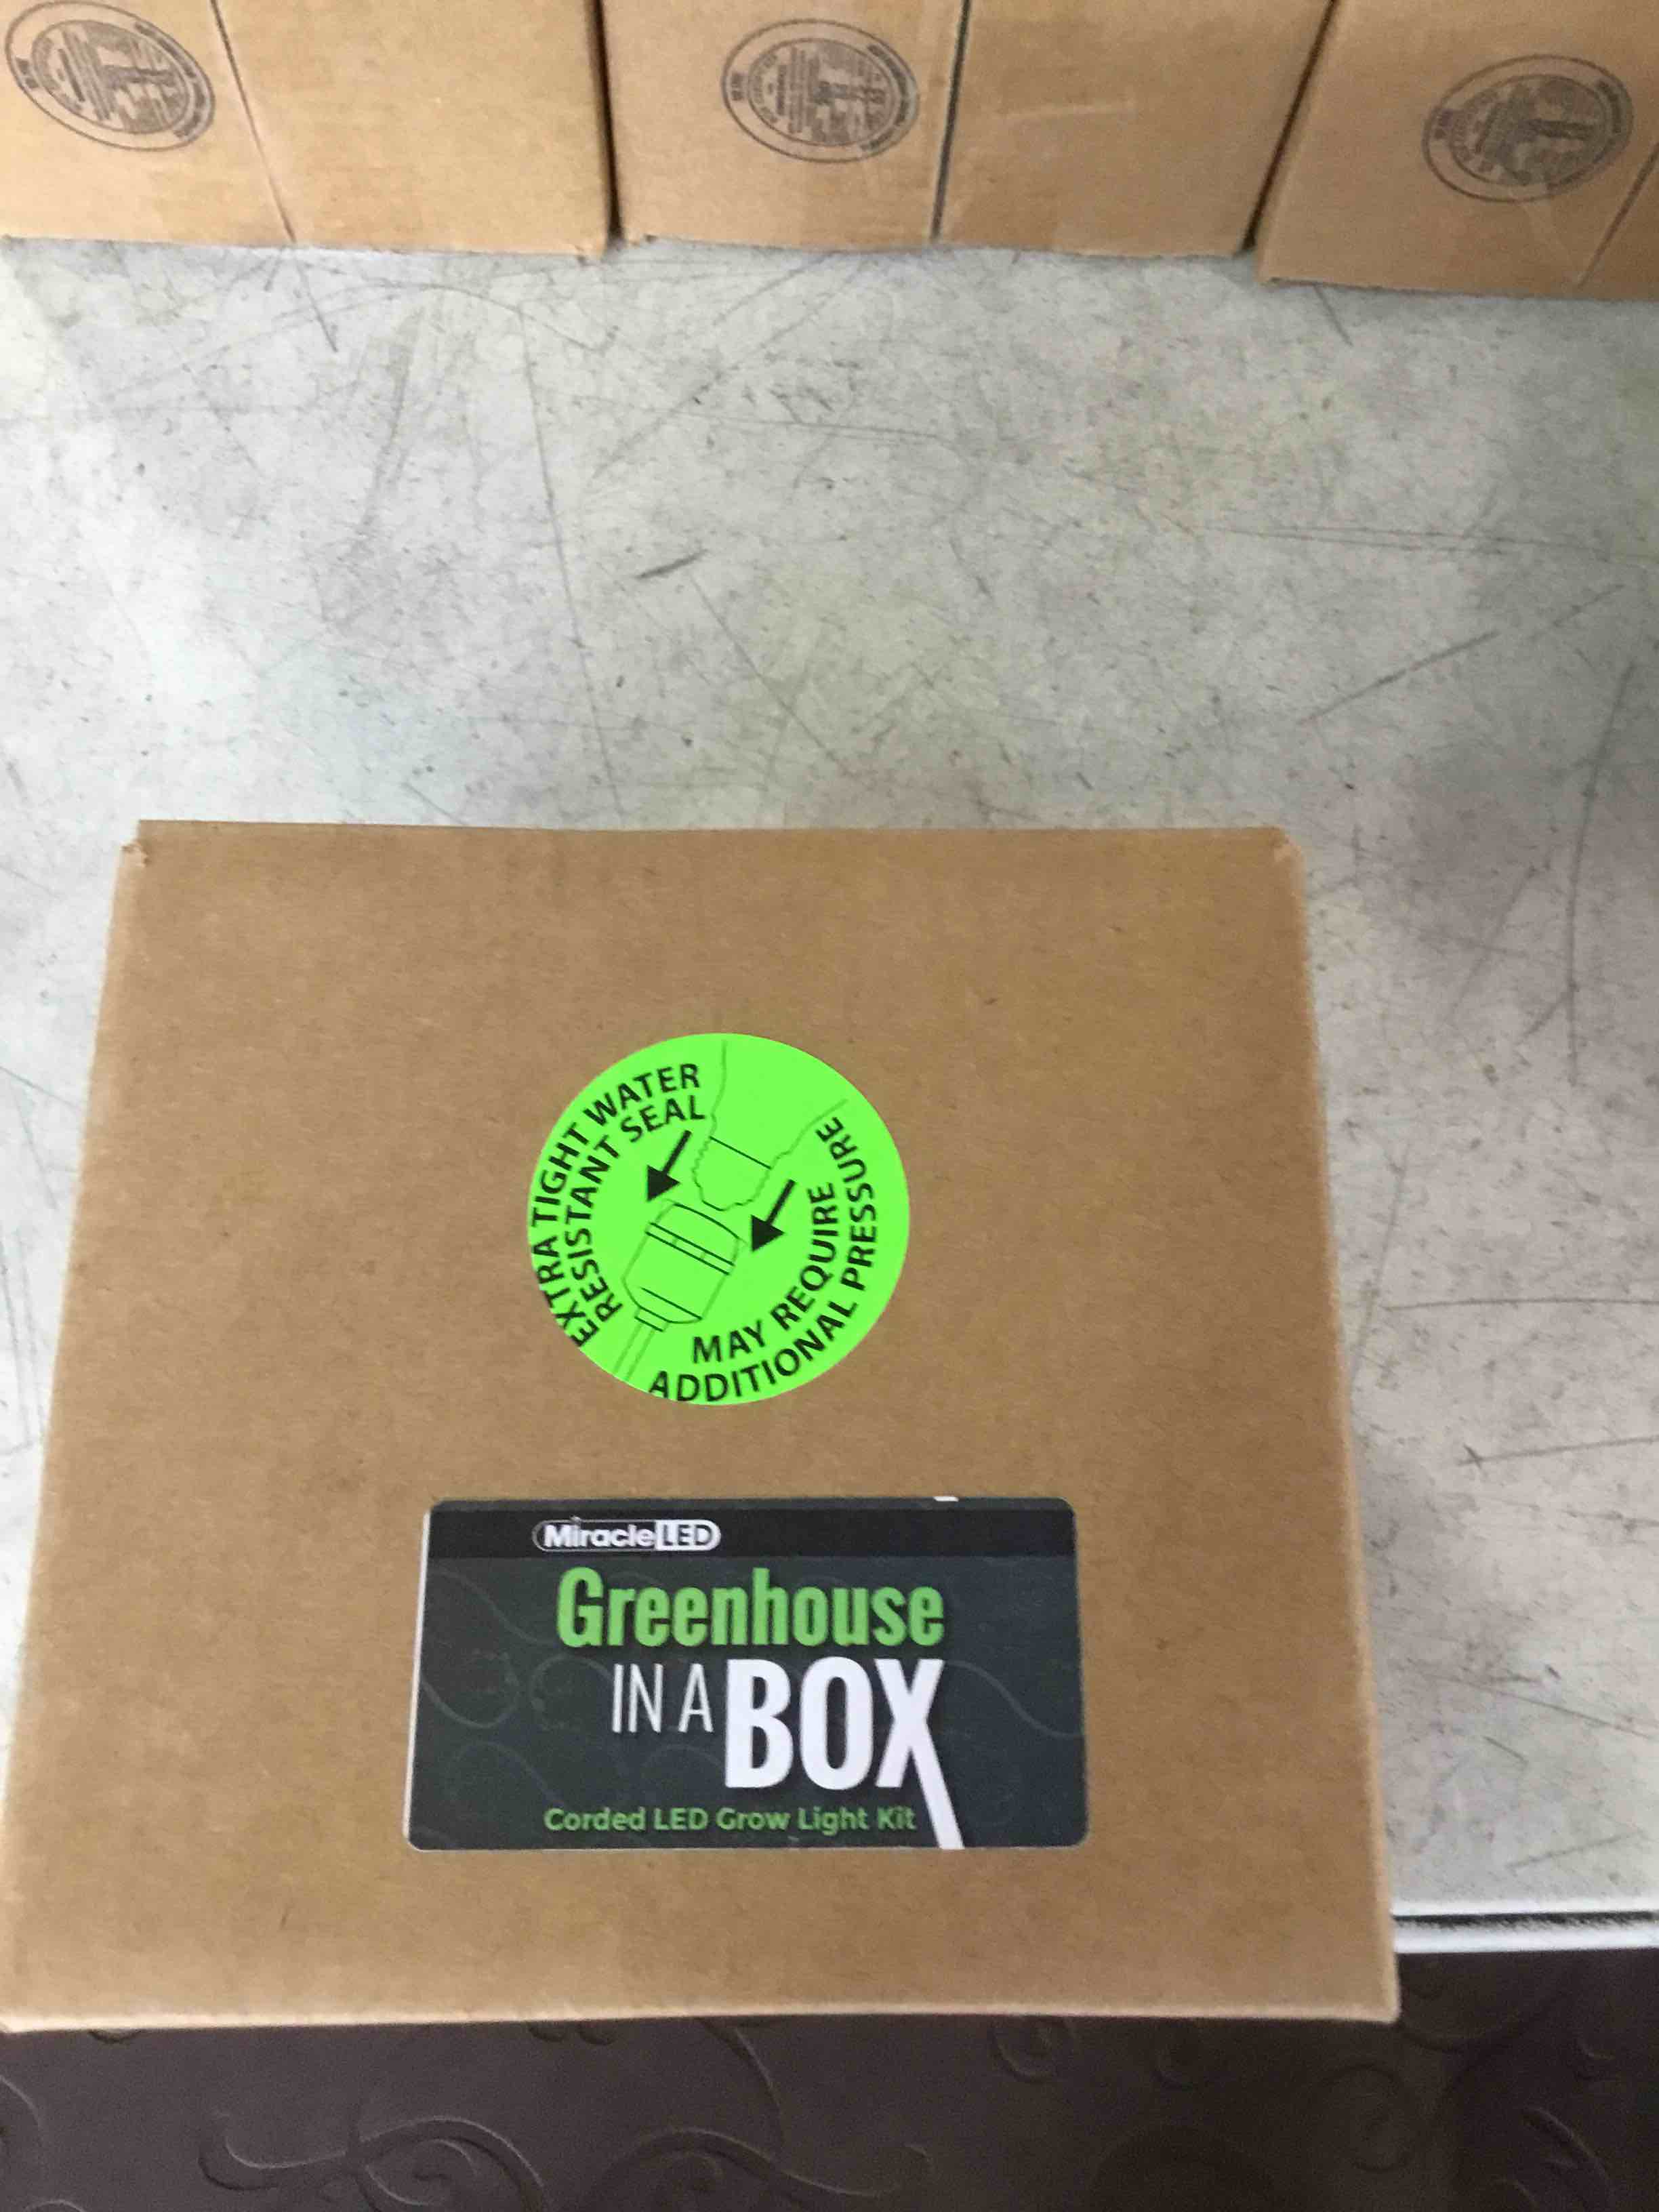 EXTRA TIGHT WATER
RESISTANT SEAL
MAY REQUIRE
ADDITIONAL PRESSURE
MiracleLED
Greenhouse
IN A BOX
Corded LED Grow Light Kit